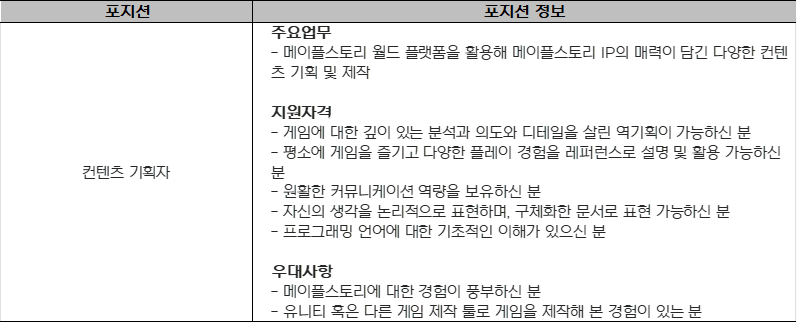 포지션
포지션 정보
컨텐츠 기획자
주요업무
- 메이플스토리 월드 플랫폼을 활용해 메이플스토리 IP의 매력이 담긴 다양한 컨텐
츠 기획 및 제작
지원자격
- 게임에 대한 깊이 있는 분석과 의도와 디테일을 살린 역기획이 가능하신 분
- 평소에 게임을 즐기고 다양한 플레이 경험을 레퍼런스로 설명 및 활용 가능하신
분
- 원활한 커뮤니케이션 역량을 보유하신 분
- 자신의 생각을 논리적으로 표현하며, 구체화한 문서로 표현 가능하신 분
- 프로그래밍 언어에 대한 기초적인 이해가 있으신 분
우대사항
- 메이플스토리에 대한 경험이 풍부하신 분
- 유니티 혹은 다른 게임 제작 툴로 게임을 제작해 본 경험이 있는 분